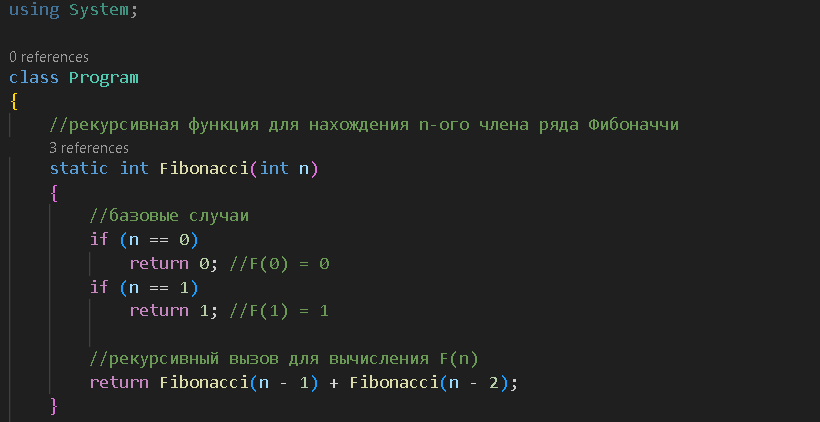 using System;
0 references
class Program
{
//рекурсивная функция для нахождения n-ого члена ряда Фибоначчи
3 references
static int Fibonacci(int n)
{
//базовые случаи
if (n == 0)
return 0; //F(0) = 0
if (n == 1)
return 1; //F(1) = 1
//рекурсивный вызов для вычисления F(n)
return Fibonacci(n - 1) + Fibonacci(n - 2);
}